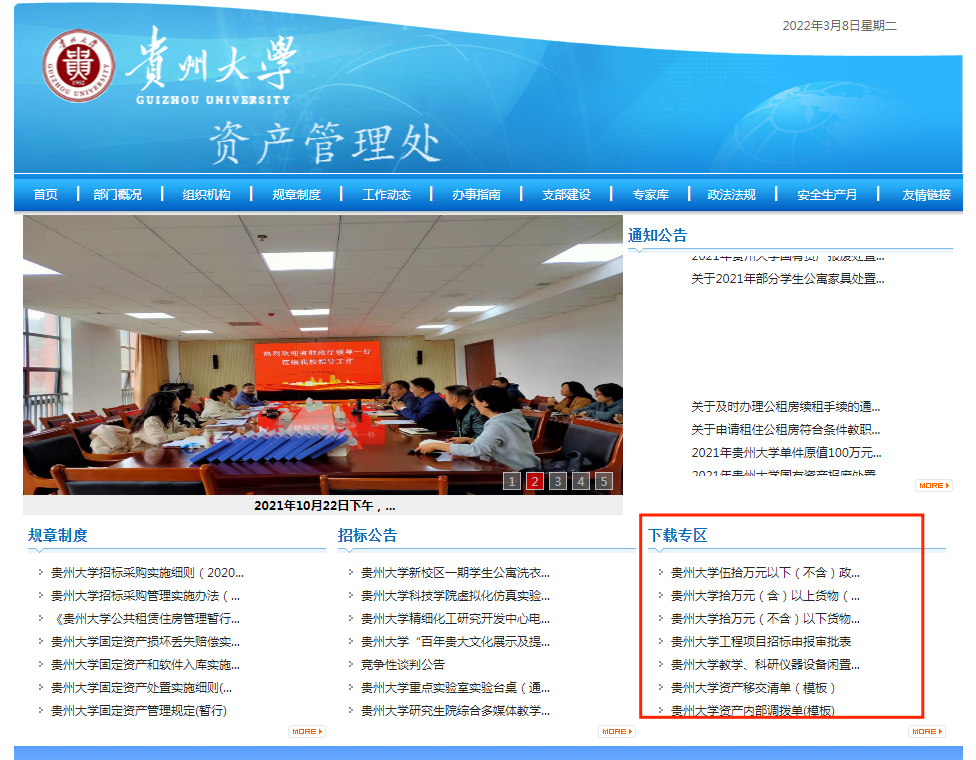 2022年3月8日星期二
貴州大學
GUIZHOU UNIVERSITY
资产管理处
首页 部门概况 组织机构 规章制度 工作动态 办事指南 支部建设 专家库 政法法规 安全生产月 友情链接
热烈欢迎省财政厅领导一行
莅临我校指导工作
1 2 3 4 5
2021年10月22日下午，...
通知公告
2021年贵州大学国有资产报废处置...
关于2021年部分学生公寓家具处置...
关于及时办理公租房续租手续的通...
关于申请租住公租房符合条件教职...
2021年贵州大学单件原值100万元...
2021年贵州大学国有资产报废处置...
MORE
规章制度
贵州大学招标采购实施细则（2020...
贵州大学招标采购管理实施办法（...
《贵州大学公共租赁住房管理暂行...
贵州大学固定资产损坏丢失赔偿实...
贵州大学固定资产和软件入库实施...
贵州大学固定资产处置实施细则(...
贵州大学固定资产管理规定(暂行)
MORE
招标公告
贵州大学新校区一期学生公寓洗衣...
贵州大学科技学院虚拟化仿真实验...
贵州大学精细化工研究开发中心电...
贵州大学“百年贵大文化展示及提...
竞争性谈判公告
贵州大学重点实验室实验台桌（通...
贵州大学研究生院综合多媒体教学...
MORE
下载专区
贵州大学伍拾万元以下（不含）政...
贵州大学拾万元（含）以上货物（...
贵州大学拾万元（不含）以下货物...
贵州大学工程项目招标申报审批表
贵州大学教学、科研仪器设备闲置...
贵州大学资产移交清单（模板）
贵州大学资产内部调拨单(模板)
MORE